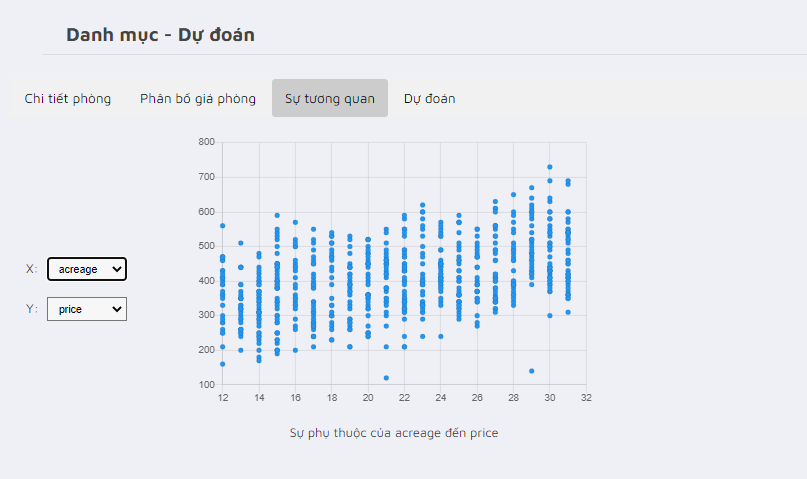 Danh mục - Dự đoán
Chi tiết phòng Phân bố giá phòng Sự tương quan Dự đoán
800
700
600
500
400
300
200
100
12 14 16 18 20 22 24 26 28 30 32
X: acreage
Y: price
Sự phụ thuộc của acreage đến price